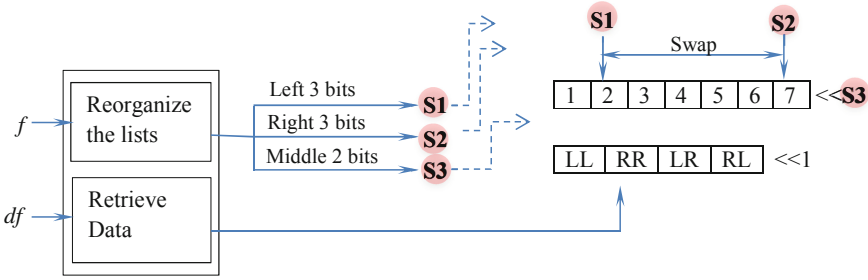 S1
S2
Swap
Reorganize
the lists
f
Left 3 bits
S1
Right 3 bits
S2
Middle 2 bits
S3
1 2 3 4 5 6 7 <<S3
LL RR LR RL <<1
df
Retrieve
Data